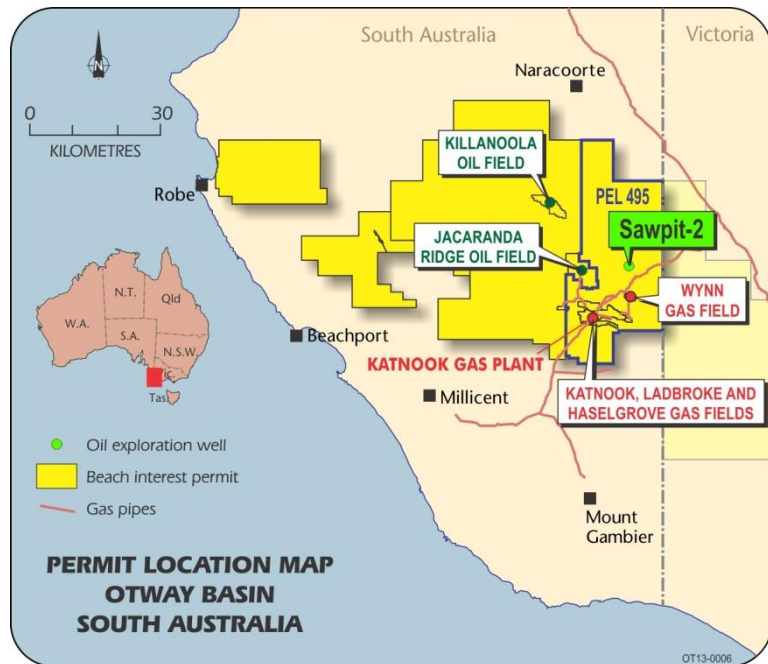 South Australia
Victoria
N
0
30
KILOMETRES
Naracoorte
KILLANOOLA
OIL FIELD
PEL 495
Robe
Sawpit-2
JACARANDA
RIDGE OIL FIELD
WYNN
GAS FIELD
N.T.
Qld
W.A.
S.A.
N.S.W.
Tas.
Beachport
KATNOOK GAS PLANT
Millicent
KATNOOK, LADBROKE AND
HASELGROVE GAS FIELDS
Oil exploration well
Beach interest permit
Gas pipes
Mount
Gambier
PERMIT LOCATION MAP
OTWAY BASIN
SOUTH AUSTRALIA
OT13-0006